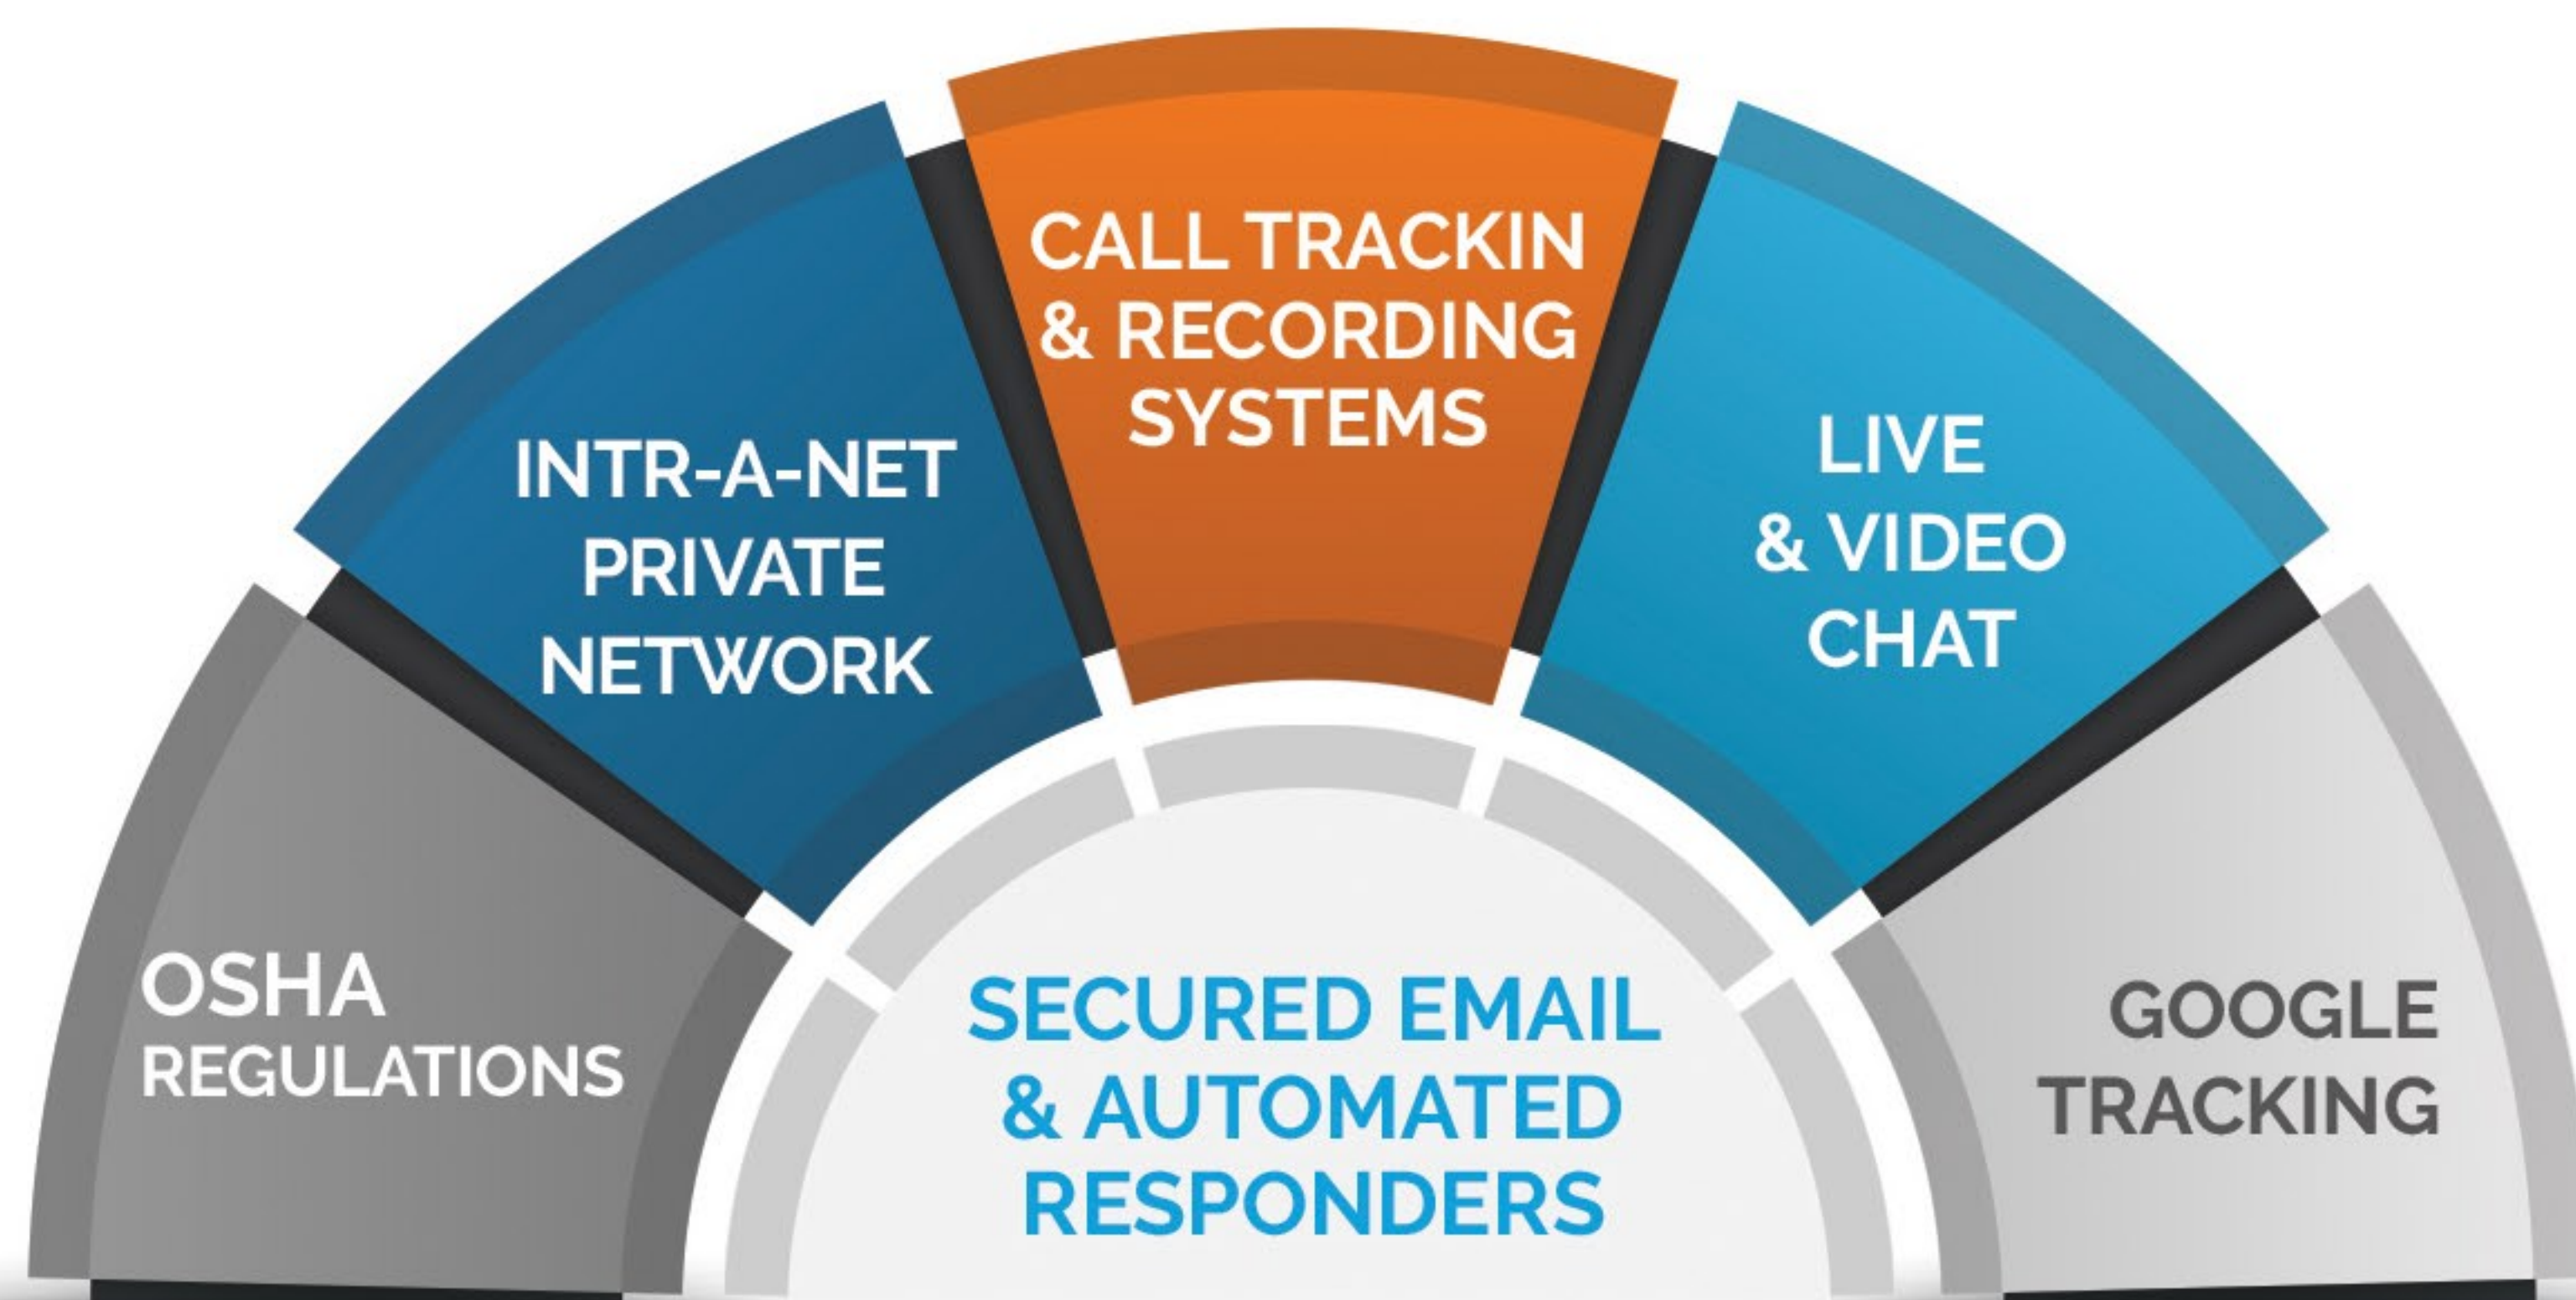 CALL TRACKIN
& RECORDING
SYSTEMS
INTR-A-NET
PRIVATE
NETWORK
LIVE
& VIDEO
CHAT
OSHA
REGULATIONS
SECURED EMAIL
& AUTOMATED
RESPONDERS
GOOGLE
TRACKING